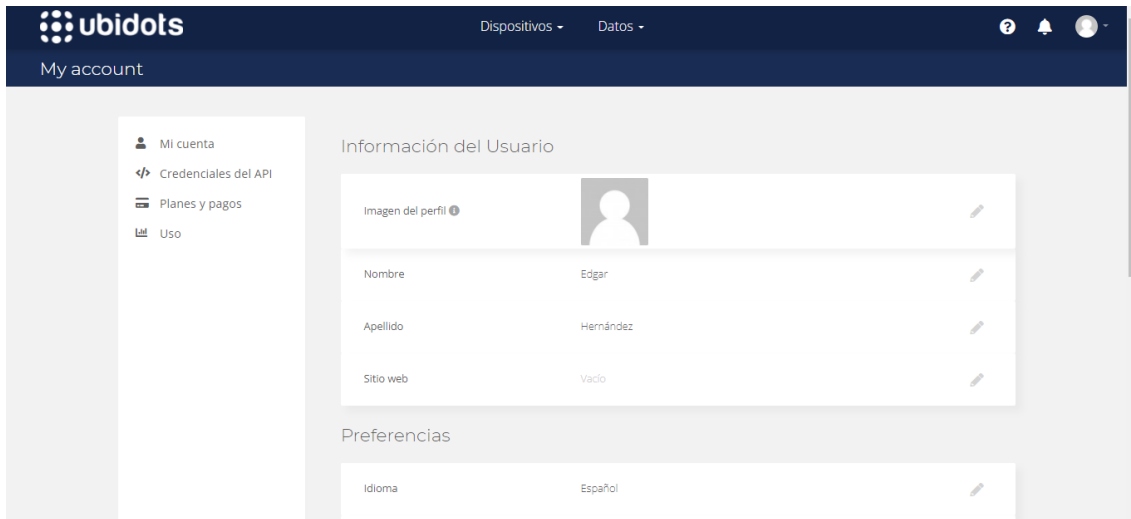 ubidots
Dispositivos
Datos
My account
Mi cuenta
Credenciales del API
Planes y pagos
Uso
Información del Usuario
Imagen del perfil
Nombre
Edgar
Apellido
Hernández
Sitio web
Vacío
Preferencias
Idioma
Español